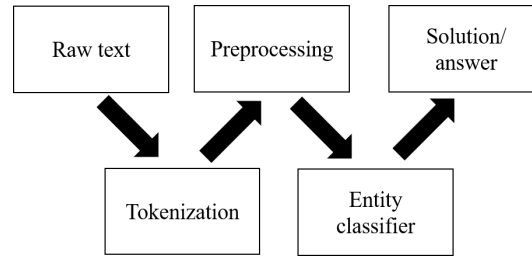 Raw text
Preprocessing
Solution/
answer
Tokenization
Entity
classifier